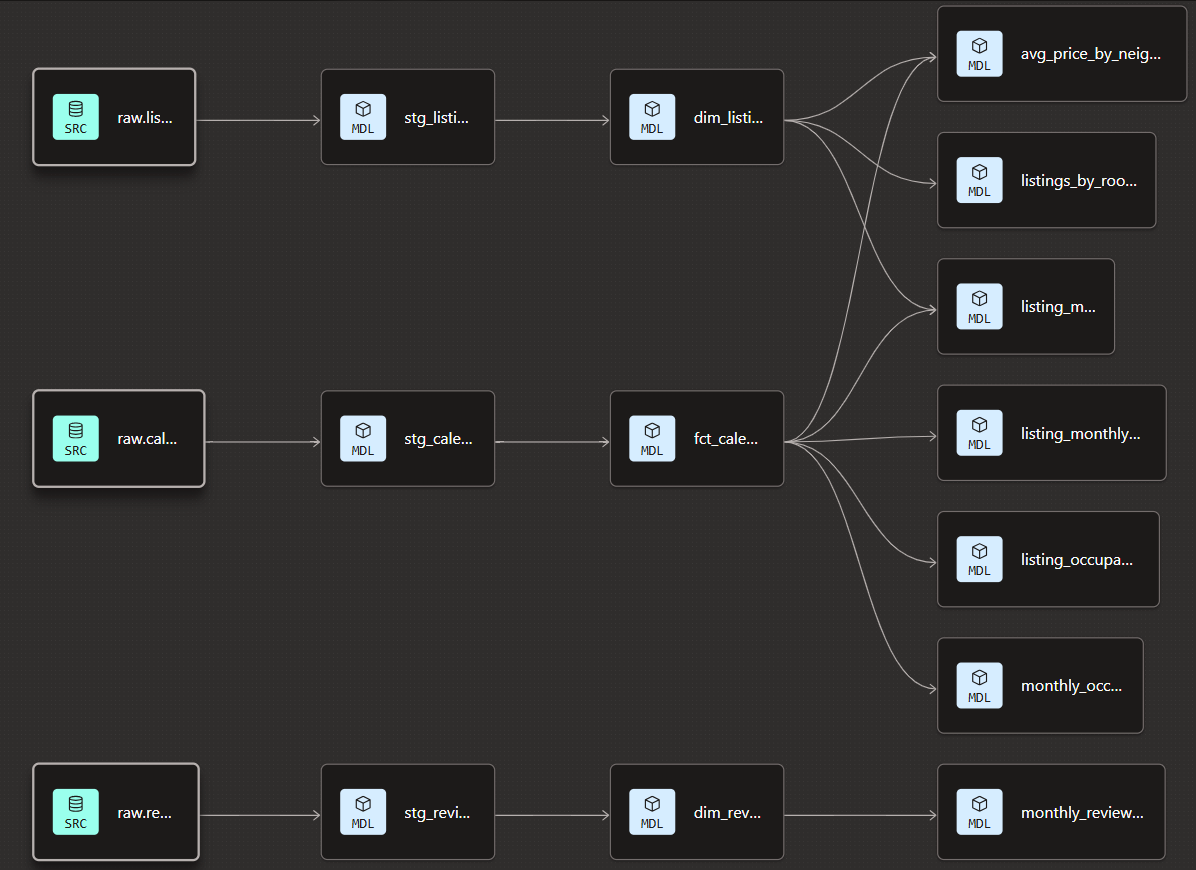 MDL avg_price_by_neig...
SRC raw.lis...
MDL stg_listi...
MDL dim_listi...
MDL listings_by_roo...
MDL listing_m...
SRC raw.cal...
MDL stg_cale...
MDL fct_cale...
MDL listing_monthly...
MDL listing_occupa...
MDL monthly_occ...
SRC raw.re...
MDL stg_revi...
MDL dim_rev...
MDL monthly_review...